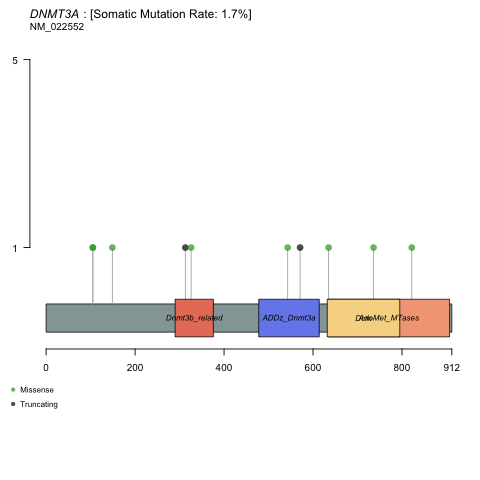 DNMT3A : [Somatic Mutation Rate: 1.7%]
NM_022552
5
1
Dnmt3b_related
ADDz_Dnmt3a
AdoMet_MTases
0
200
400
600
800
912
Missense
Truncating